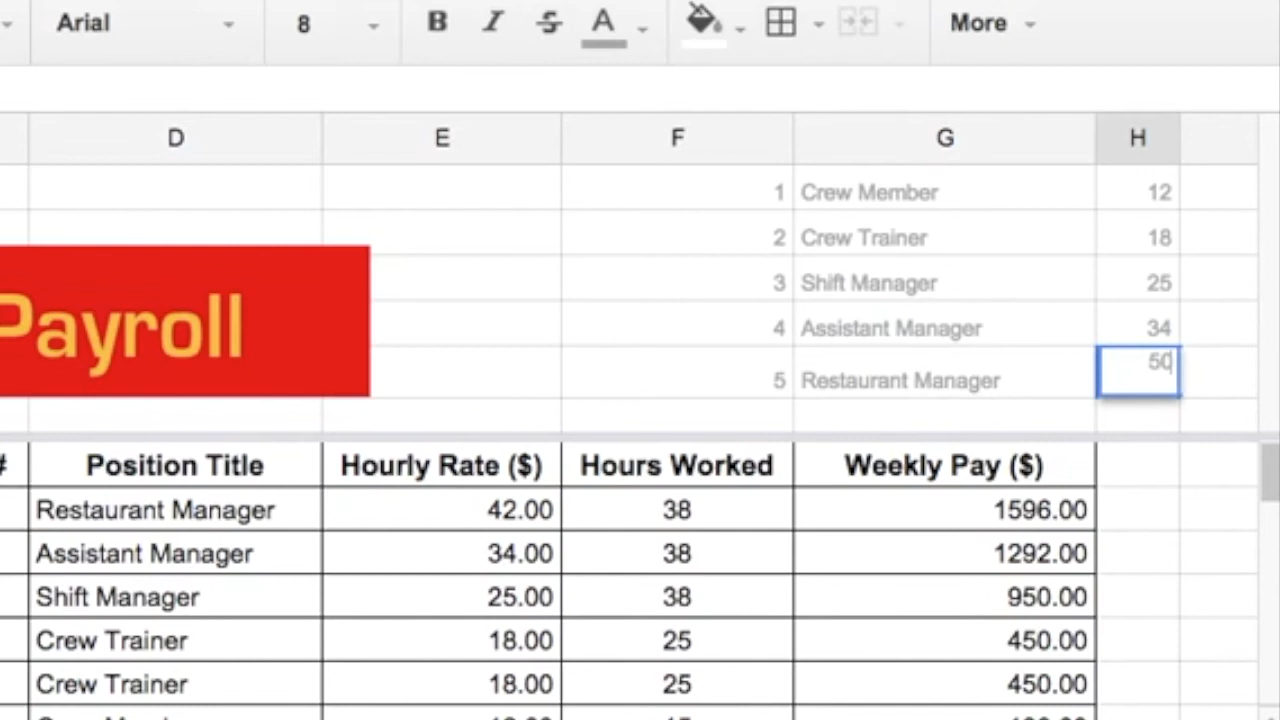 Arial 8 B I S A More
D E F G H
1 Crew Member 12
2 Crew Trainer 18
3 Shift Manager 25
4 Assistant Manager 34
5 Restaurant Manager 50
Payroll
# Position Title Hourly Rate ($) Hours Worked Weekly Pay ($)
Restaurant Manager 42.00 38 1596.00
Assistant Manager 34.00 38 1292.00
Shift Manager 25.00 38 950.00
Crew Trainer 18.00 25 450.00
Crew Trainer 18.00 25 450.00